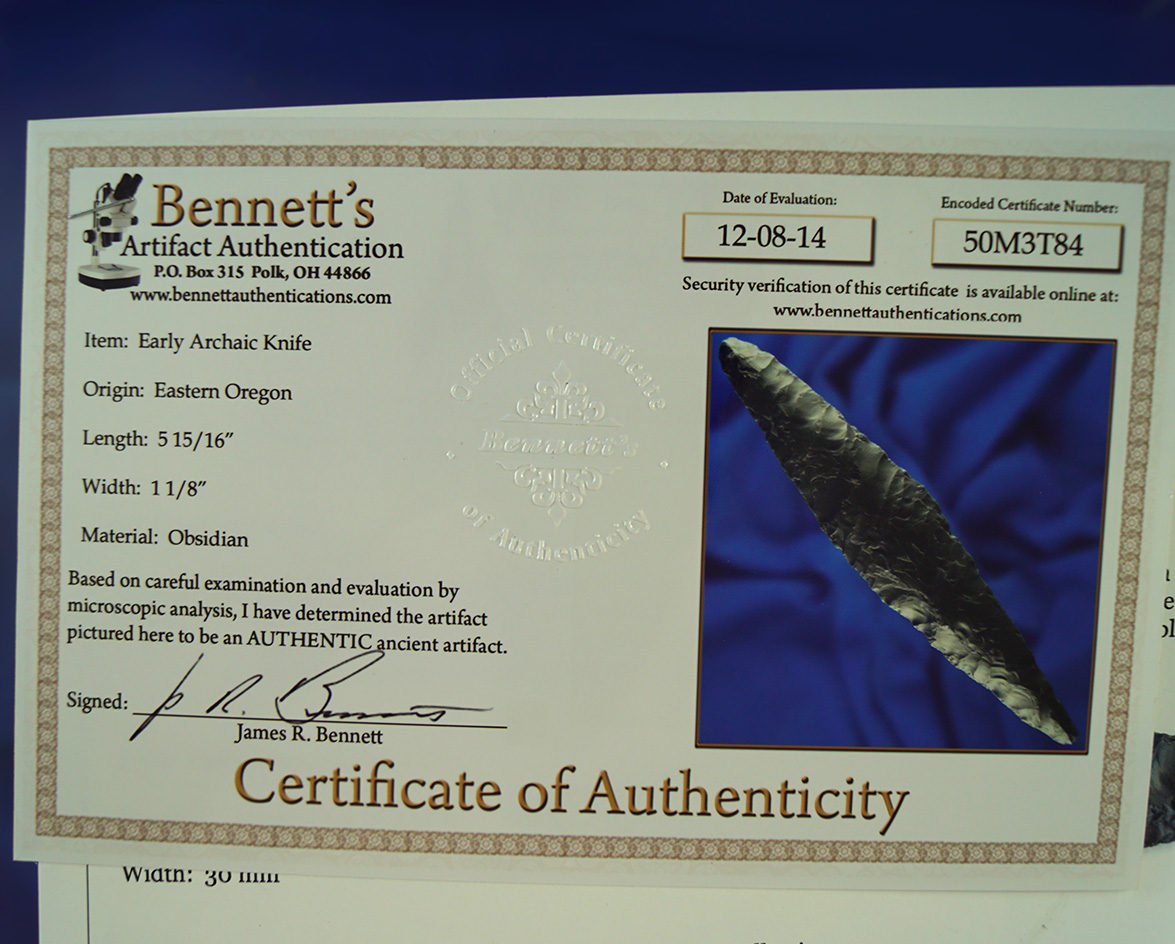 Bennett's
Artifact Authentication
P.O. Box 315 Polk, OH 44866
www.bennettauthentications.com
Date of Evaluation:
12-08-14
Encoded Certificate Number:
50M3T84
Security verification of this certificate is available online at:
www.bennettauthentications.com
Item: Early Archaic Knife
Origin: Eastern Oregon
Length: 5 15/16"
Width: 1 1/8"
Material: Obsidian
Official Certificate
Bennett's
of Authenticity
Based on careful examination and evaluation by
microscopic analysis, I have determined the artifact
pictured here to be an AUTHENTIC ancient artifact.
Signed: J R. Bennett
James R. Bennett
Certificate of Authenticity
Width: 30 mm